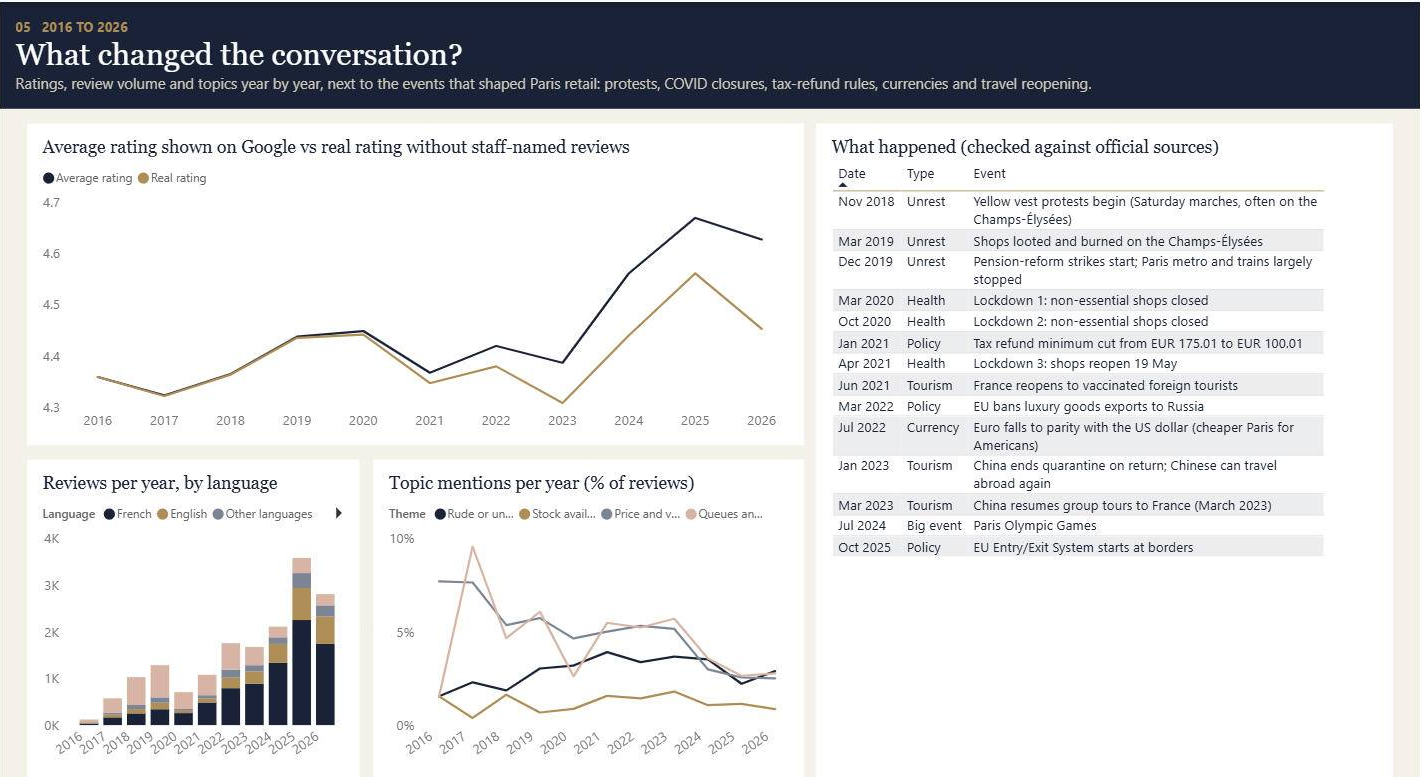 05 2016 TO 2026
What changed the conversation?
Ratings, review volume and topics year by year, next to the events that shaped Paris retail: protests, COVID closures, tax-refund rules, currencies and travel reopening.
Average rating shown on Google vs real rating without staff-named reviews
Average rating Real rating
4.7
4.6
4.5
4.4
4.3
2016 2017 2018 2019 2020 2021 2022 2023 2024 2025 2026
Reviews per year, by language
Language French English Other languages
4K
3K
2K
1K
0K
2016 2017 2018 2019 2020 2021 2022 2023 2024 2025 2026
Topic mentions per year (% of reviews)
Theme Rude or un... Stock avail... Price and v... Queues an...
10%
5%
0%
2016 2017 2018 2019 2020 2021 2022 2023 2024 2025 2026
What happened (checked against official sources)
Date Type Event
Nov 2018 Unrest Yellow vest protests begin (Saturday marches, often on the
Champs-Élysées)
Mar 2019 Unrest Shops looted and burned on the Champs-Élysées
Dec 2019 Unrest Pension-reform strikes start; Paris metro and trains largely
stopped
Mar 2020 Health Lockdown 1: non-essential shops closed
Oct 2020 Health Lockdown 2: non-essential shops closed
Jan 2021 Policy Tax refund minimum cut from EUR 175.01 to EUR 100.01
Apr 2021 Health Lockdown 3: shops reopen 19 May
Jun 2021 Tourism France reopens to vaccinated foreign tourists
Mar 2022 Policy EU bans luxury goods exports to Russia
Jul 2022 Currency Euro falls to parity with the US dollar (cheaper Paris for
Americans)
Jan 2023 Tourism China ends quarantine on return; Chinese can travel
abroad again
Mar 2023 Tourism China resumes group tours to France (March 2023)
Jul 2024 Big event Paris Olympic Games
Oct 2025 Policy EU Entry/Exit System starts at borders